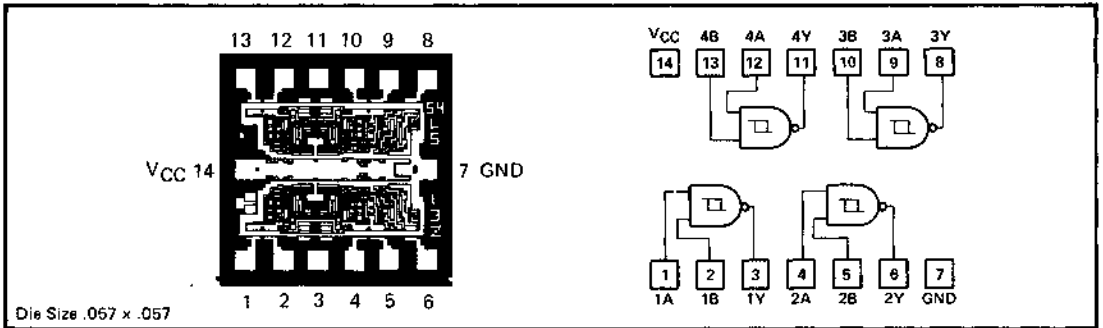 13 12 11 10 9 8
VCC 14
7 GND
1 2 3 4 5 6
Die Size .057 x .057
VCC 4B 4A 4Y 3B 3A 3Y
14 13 12 11 10 9 8
1 2 3 4 5 6 7
1A 1B 1Y 2A 2B 2Y GND